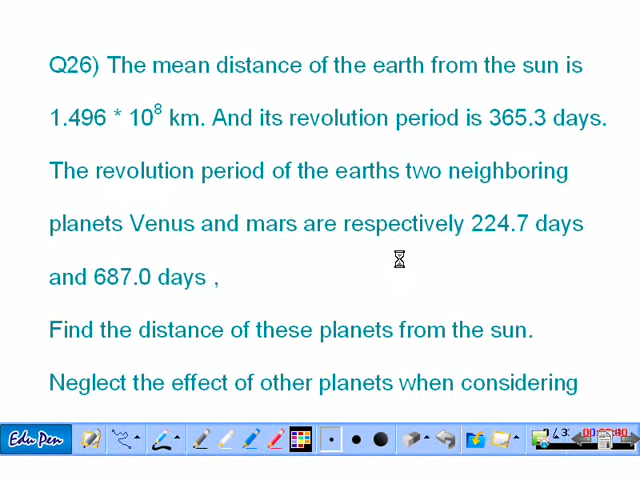 Q26) The mean distance of the earth from the sun is
1.496 * 10⁸ km. And its revolution period is 365.3 days.
The revolution period of the earths two neighboring
planets Venus and mars are respectively 224.7 days
and 687.0 days ,
Find the distance of these planets from the sun.
Neglect the effect of other planets when considering
Edu Pen